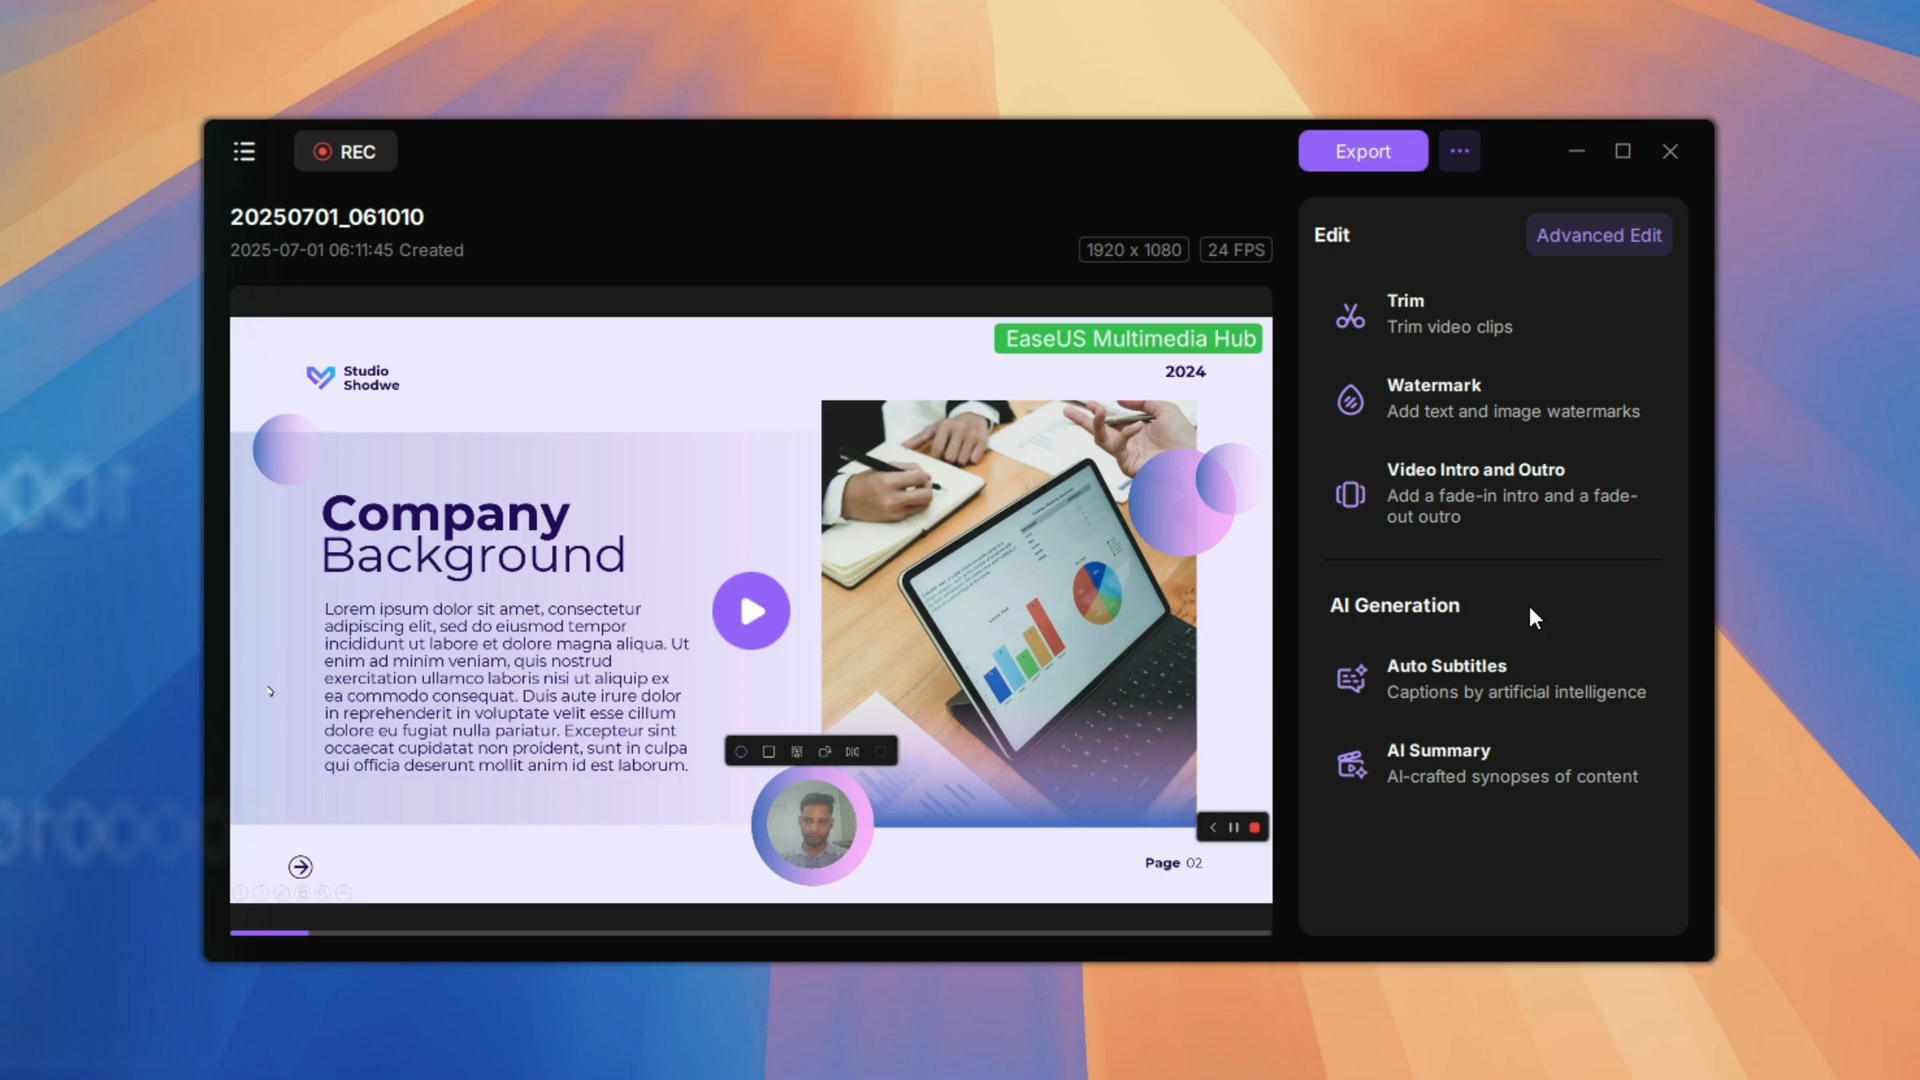 REC
Export
20250701_061010
2025-07-01 06:11:45 Created
1920 x 1080
24 FPS
EaseUS Multimedia Hub
Studio
Shodwe
2024
Company
Background
Lorem ipsum dolor sit amet, consectetur
adipiscing elit, sed do eiusmod tempor
incididunt ut labore et dolore magna aliqua. Ut
enim ad minim veniam, quis nostrud
exercitation ullamco laboris nisi ut aliquip ex
ea commodo consequat. Duis aute irure dolor
in reprehenderit in voluptate velit esse cillum
dolore eu fugiat nulla pariatur. Excepteur sint
occaecat cupidatat non proident, sunt in culpa
qui officia deserunt mollit anim id est laborum.
Page 02
Edit
Advanced Edit
Trim
Trim video clips
Watermark
Add text and image watermarks
Video Intro and Outro
Add a fade-in intro and a fade-
out outro
AI Generation
Auto Subtitles
Captions by artificial intelligence
AI Summary
AI-crafted synopses of content